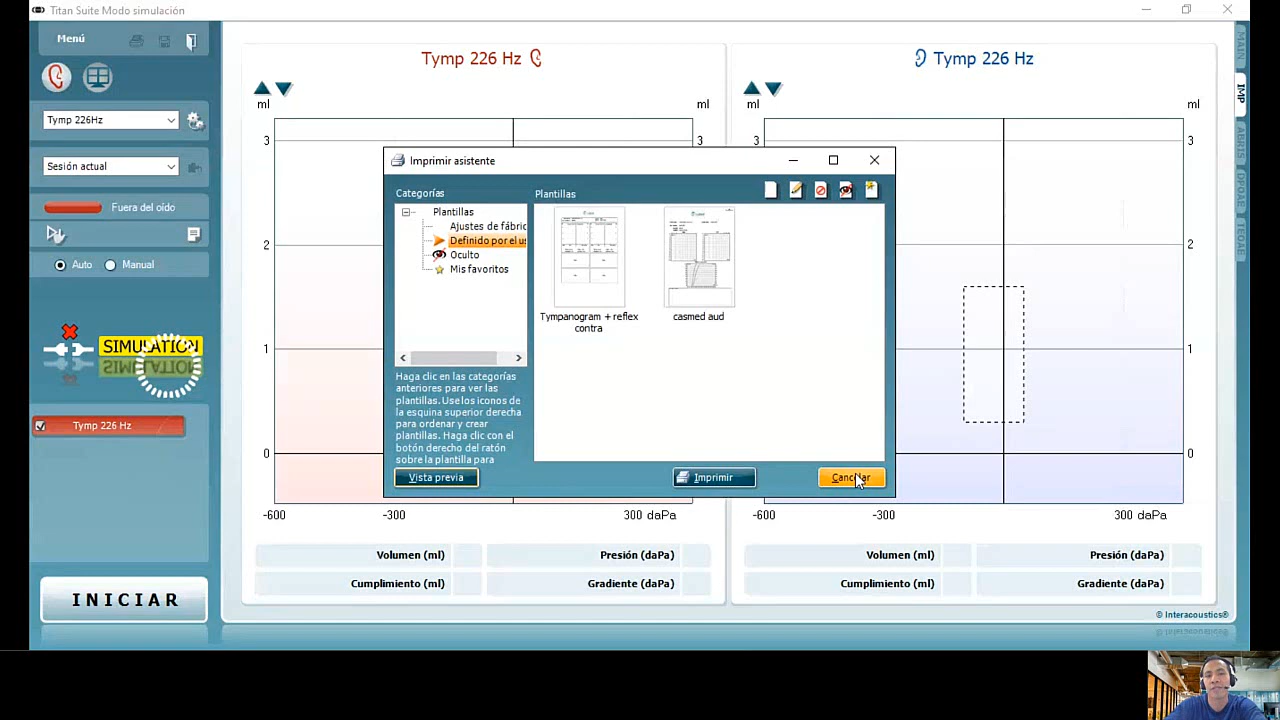 Titan Suite Modo simulación
Menú
Tymp 226Hz
Sesión actual
Fuera del oído
Auto
Manual
SIMULATION
Tymp 226 Hz
INICIAR
Tymp 226 Hz
ml
ml
3
3
2
1
0
-600
-300
300 daPa
Volumen (ml)
Presión (daPa)
Cumplimiento (ml)
Gradiente (daPa)
Imprimir asistente
Categorías
Plantillas
Ajustes de fábric
Definido por el us
Oculto
Mis favoritos
Haga clic en las categorías
anteriores para ver las
plantillas. Use los iconos de
la esquina superior derecha
para ordenar y crear
plantillas. Haga clic con el
botón derecho del ratón
sobre la plantilla para
Vista previa
Plantillas
Tympanogram + reflex
contra
casmed aud
Imprimir
Cancelar
Tymp 226 Hz
ml
ml
3
3
2
1
0
-600
-300
300 daPa
Volumen (ml)
Presión (daPa)
Cumplimiento (ml)
Gradiente (daPa)
© Interacoustics®
MAIN
IMP
ABRIS
DPOAE
TEOAE